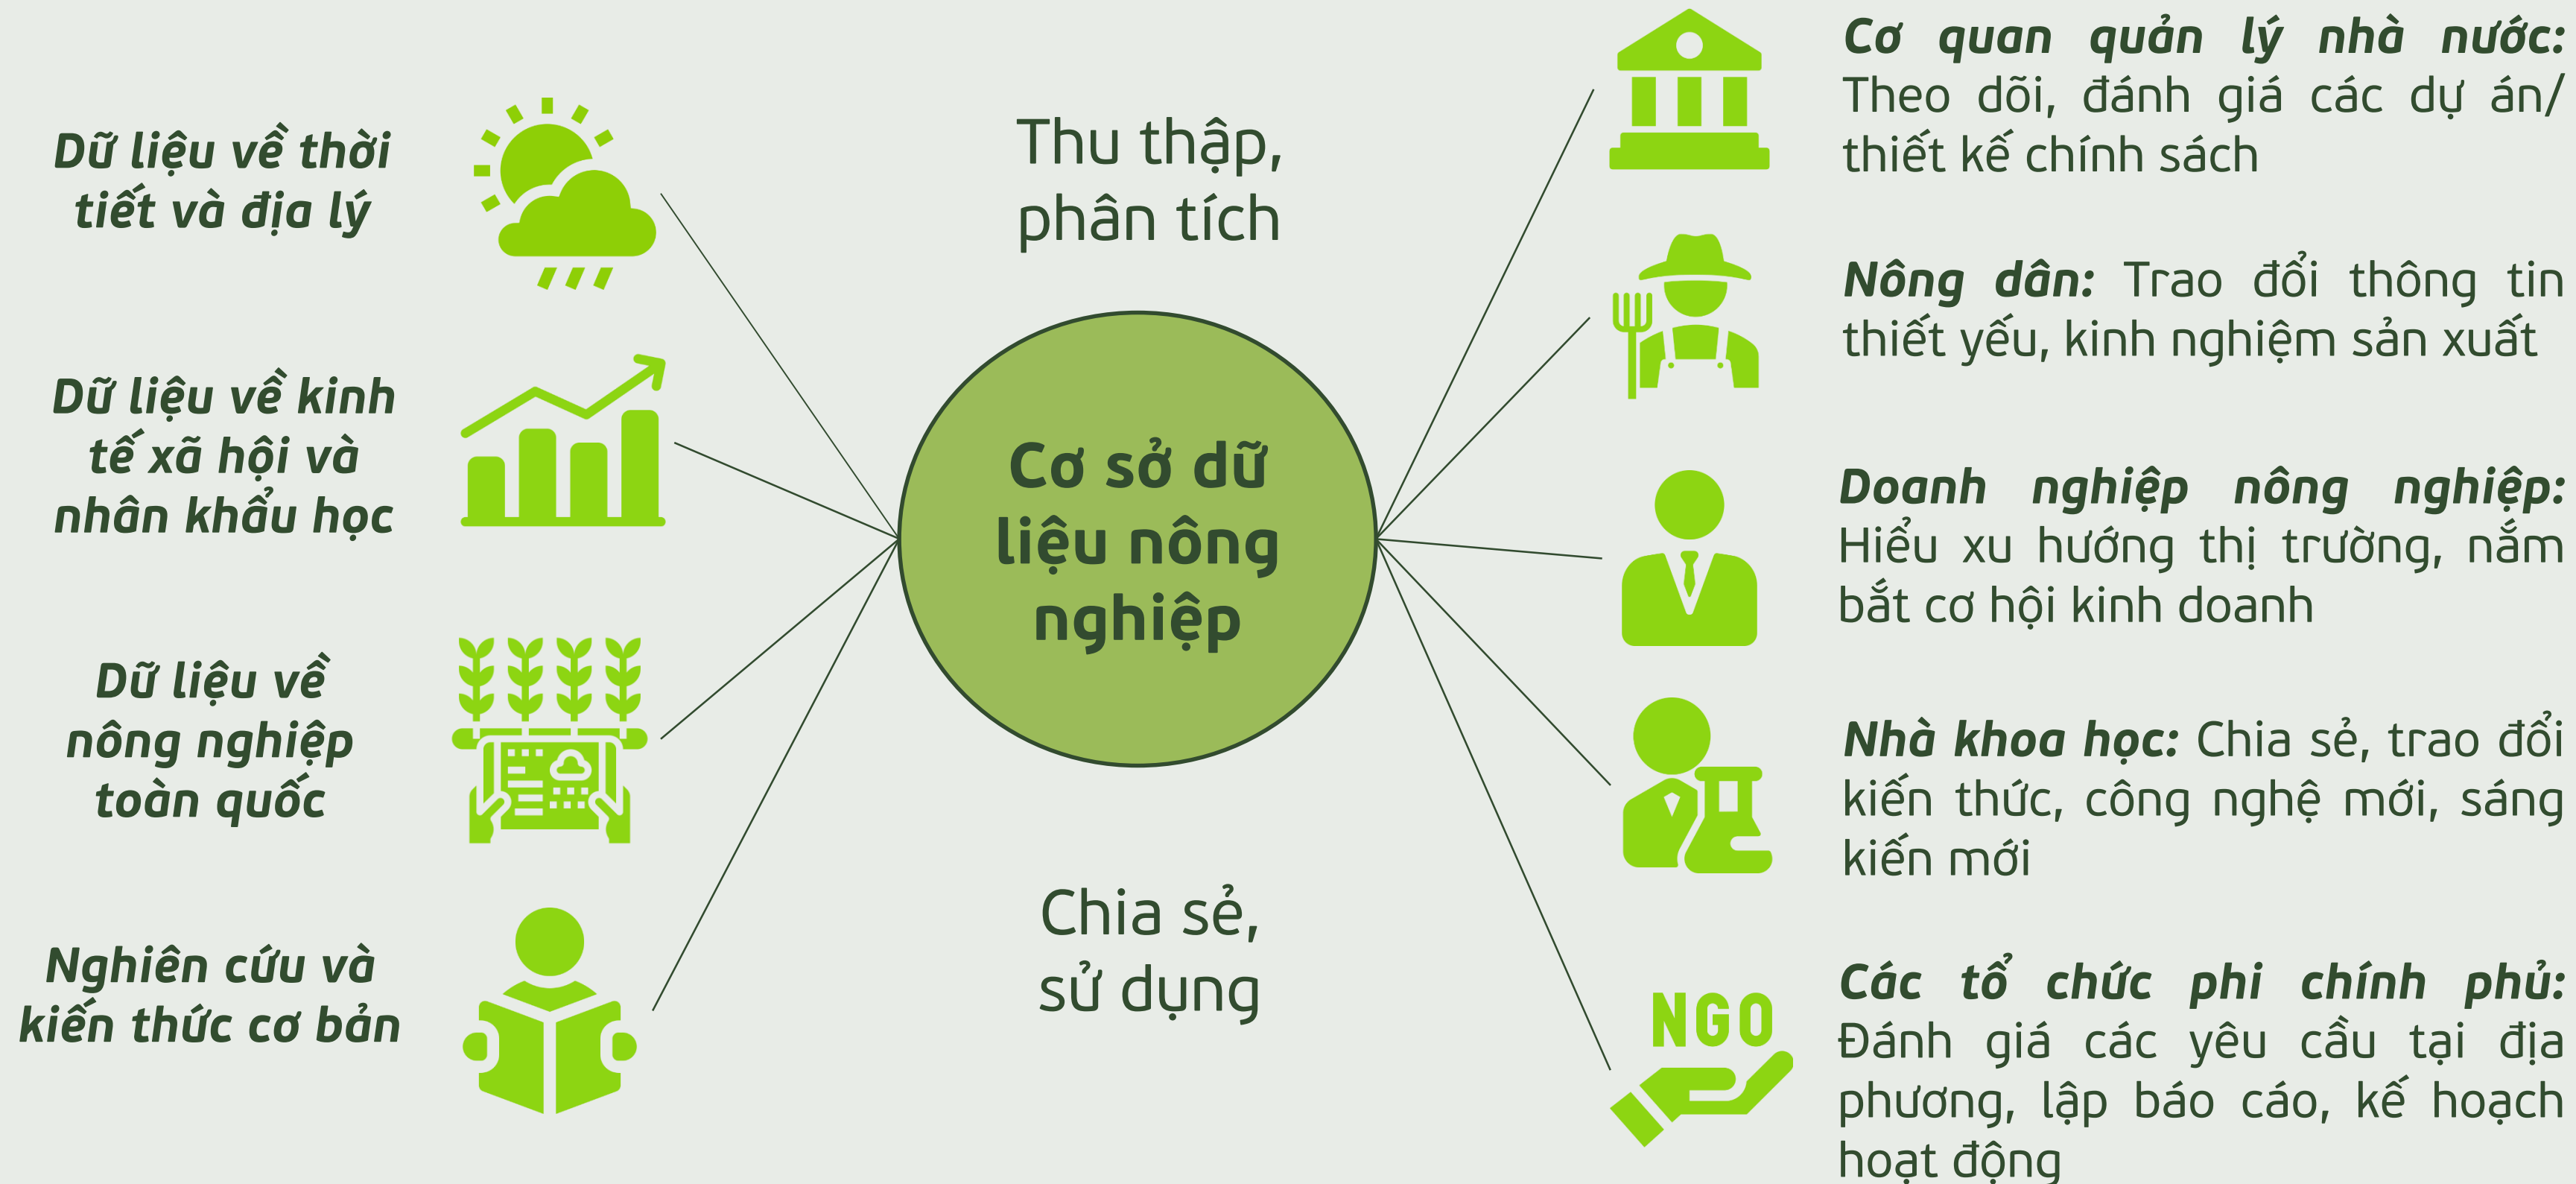 Dữ liệu về thời
tiết và địa lý
Dữ liệu về kinh
tế xã hội và
nhân khẩu học
Dữ liệu về
nông nghiệp
toàn quốc
Nghiên cứu và
kiến thức cơ bản
Thu thập,
phân tích
Cơ sở dữ
liệu nông
nghiệp
Chia sẻ,
sử dụng
Cơ quan quản lý nhà nước:
Theo dõi, đánh giá các dự án/
thiết kế chính sách
Nông dân: Trao đổi thông tin
thiết yếu, kinh nghiệm sản xuất
Doanh nghiệp nông nghiệp:
Hiểu xu hướng thị trường, nắm
bắt cơ hội kinh doanh
Nhà khoa học: Chia sẻ, trao đổi
kiến thức, công nghệ mới, sáng
kiến mới
NGO
Các tổ chức phi chính phủ:
Đánh giá các yêu cầu tại địa
phương, lập báo cáo, kế hoạch
hoạt động